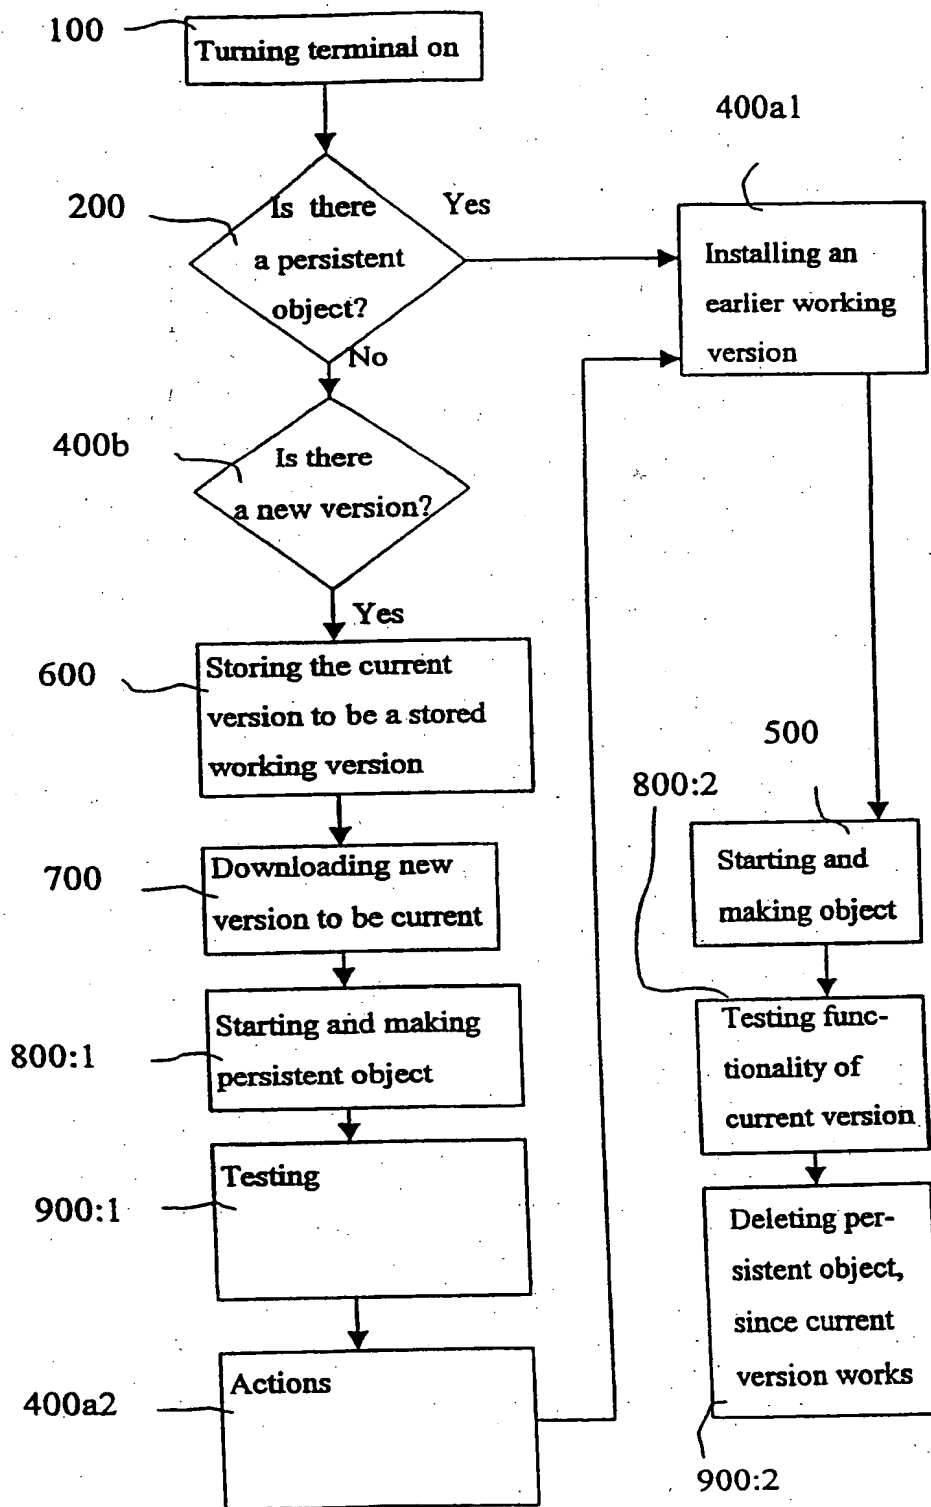 100
Turning terminal on
400a1
200
Is there
a persistent
object?
Yes
Installing an
earlier working
version
No
400b
Is there
a new version?
Yes
600
Storing the current
version to be a stored
working version
500
800:2
700
Downloading new
version to be current
Starting and
making object
800:1
Starting and making
persistent object
Testing func-
tionality of
current version
900:1
Testing
Deleting per-
sistent object,
since current
version works
400a2
Actions
900:2